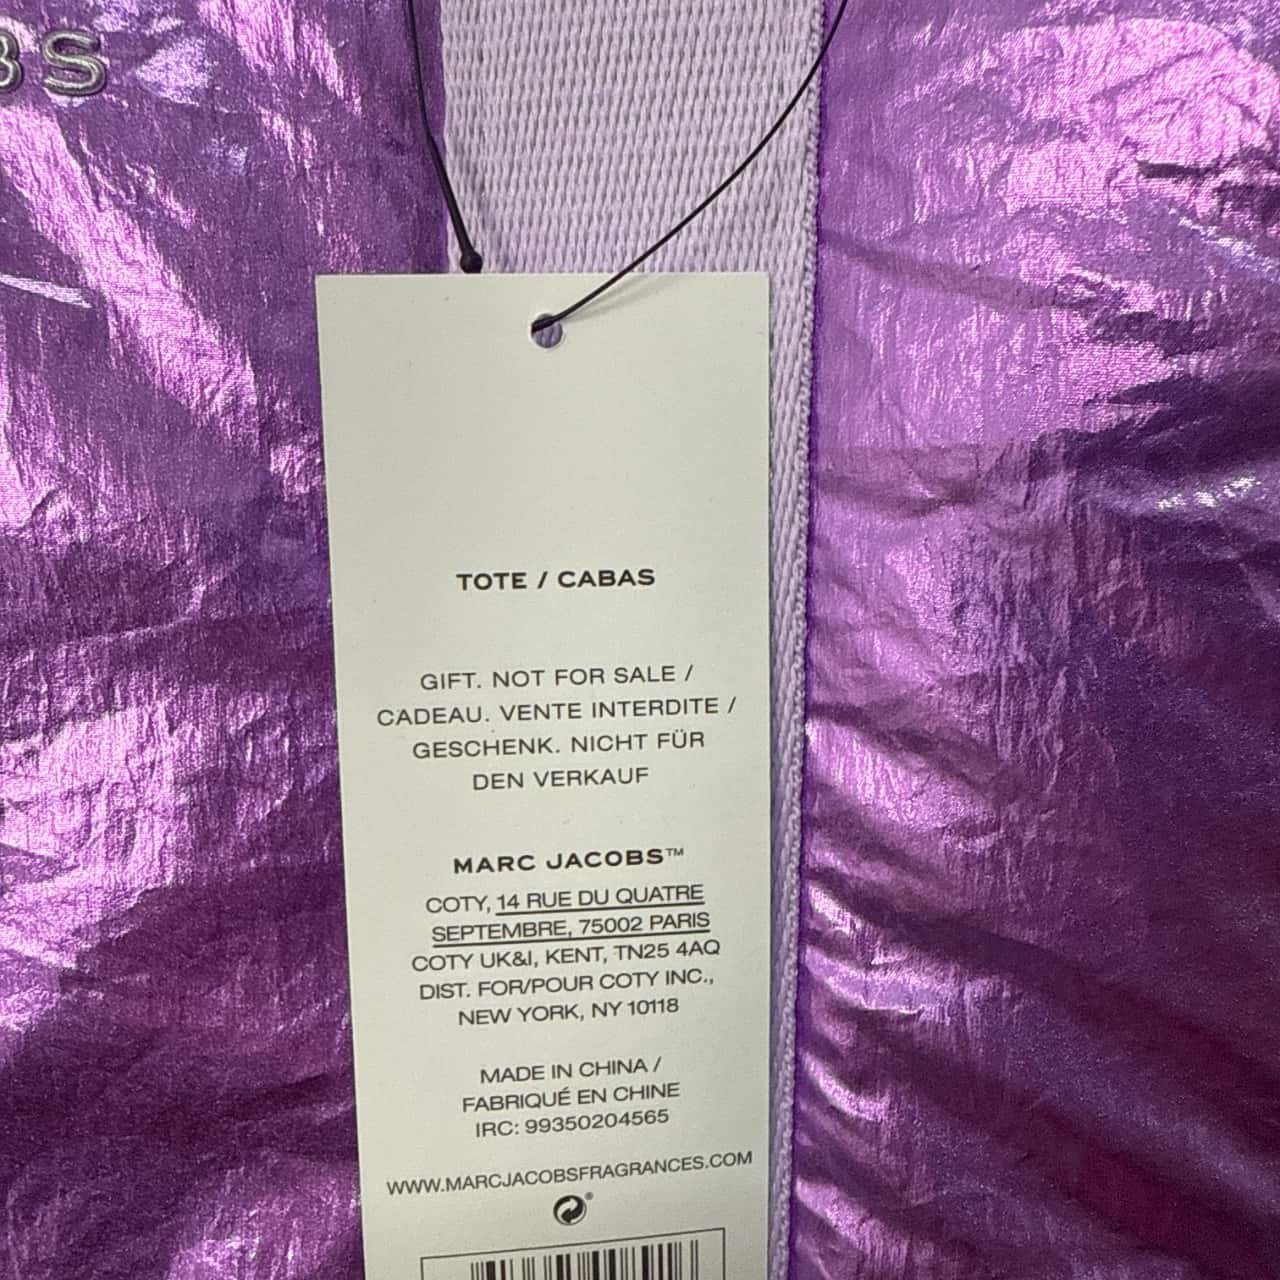 BS
TOTE / CABAS
GIFT. NOT FOR SALE /
CADEAU. VENTE INTERDITE /
GESCHENK. NICHT FÜR
DEN VERKAUF
MARC JACOBS™
COTY, 14 RUE DU QUATRE
SEPTEMBRE, 75002 PARIS
COTY UK&I, KENT, TN25 4AQ
DIST. FOR/POUR COTY INC.,
NEW YORK, NY 10118
MADE IN CHINA /
FABRIQUÉ EN CHINE
IRC: 99350204565
WWW.MARCJACOBSFRAGRANCES.COM
®